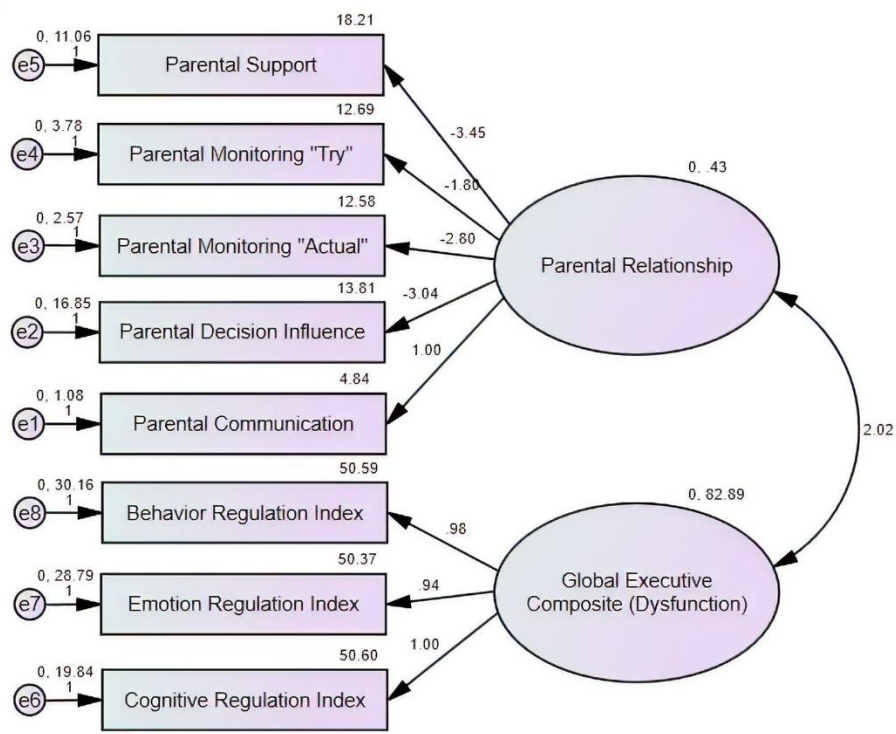 18.21
0, 11.06
1
e5
Parental Support
12.69
0, 3.78
1
e4
Parental Monitoring "Try"
12.58
0, 2.57
1
e3
Parental Monitoring "Actual"
13.81
0, 16.85
1
e2
Parental Decision Influence
4.84
0, 1.08
1
e1
Parental Communication
-3.45
-1.80
-2.80
-3.04
1.00
0, .43
Parental Relationship
2.02
50.59
0, 30.16
1
e8
Behavior Regulation Index
50.37
0, 28.79
1
e7
Emotion Regulation Index
50.60
0, 19.84
1
e6
Cognitive Regulation Index
.98
.94
1.00
0, 82.89
Global Executive
Composite (Dysfunction)